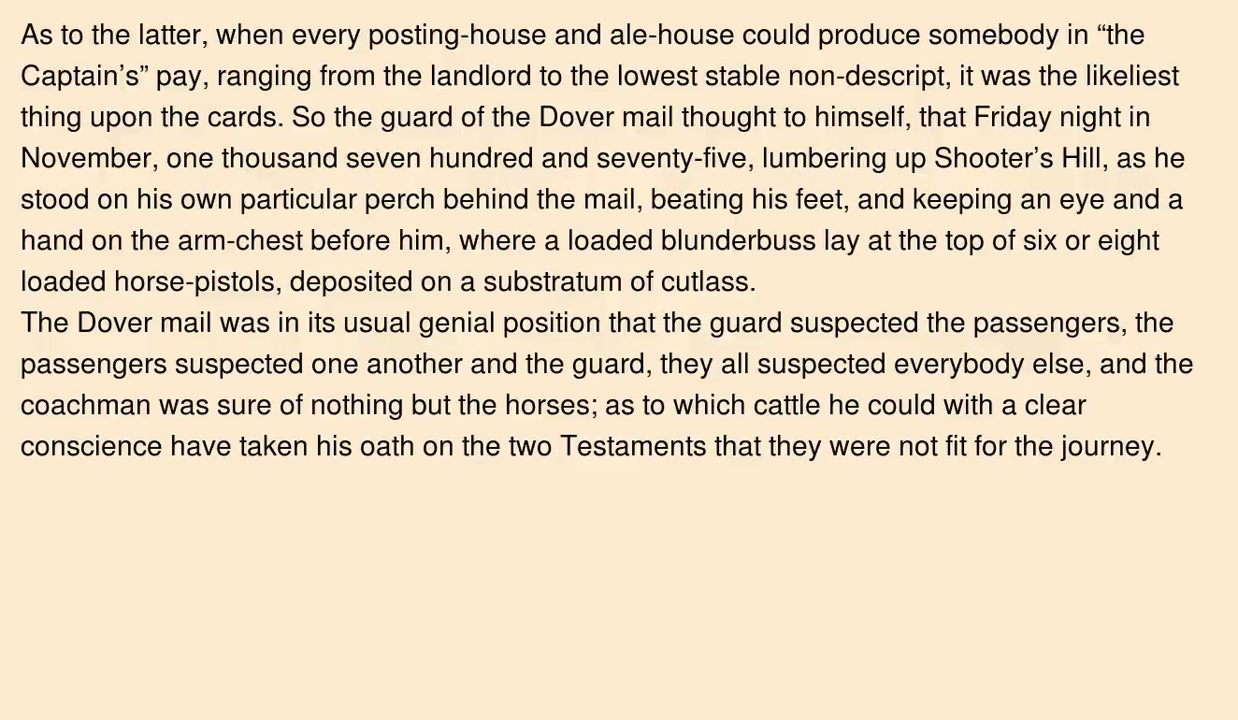 As to the latter, when every posting-house and ale-house could produce somebody in “the
Captain’s” pay, ranging from the landlord to the lowest stable non-descript, it was the likeliest
thing upon the cards. So the guard of the Dover mail thought to himself, that Friday night in
November, one thousand seven hundred and seventy-five, lumbering up Shooter’s Hill, as he
stood on his own particular perch behind the mail, beating his feet, and keeping an eye and a
hand on the arm-chest before him, where a loaded blunderbuss lay at the top of six or eight
loaded horse-pistols, deposited on a substratum of cutlass.
The Dover mail was in its usual genial position that the guard suspected the passengers, the
passengers suspected one another and the guard, they all suspected everybody else, and the
coachman was sure of nothing but the horses; as to which cattle he could with a clear
conscience have taken his oath on the two Testaments that they were not fit for the journey.